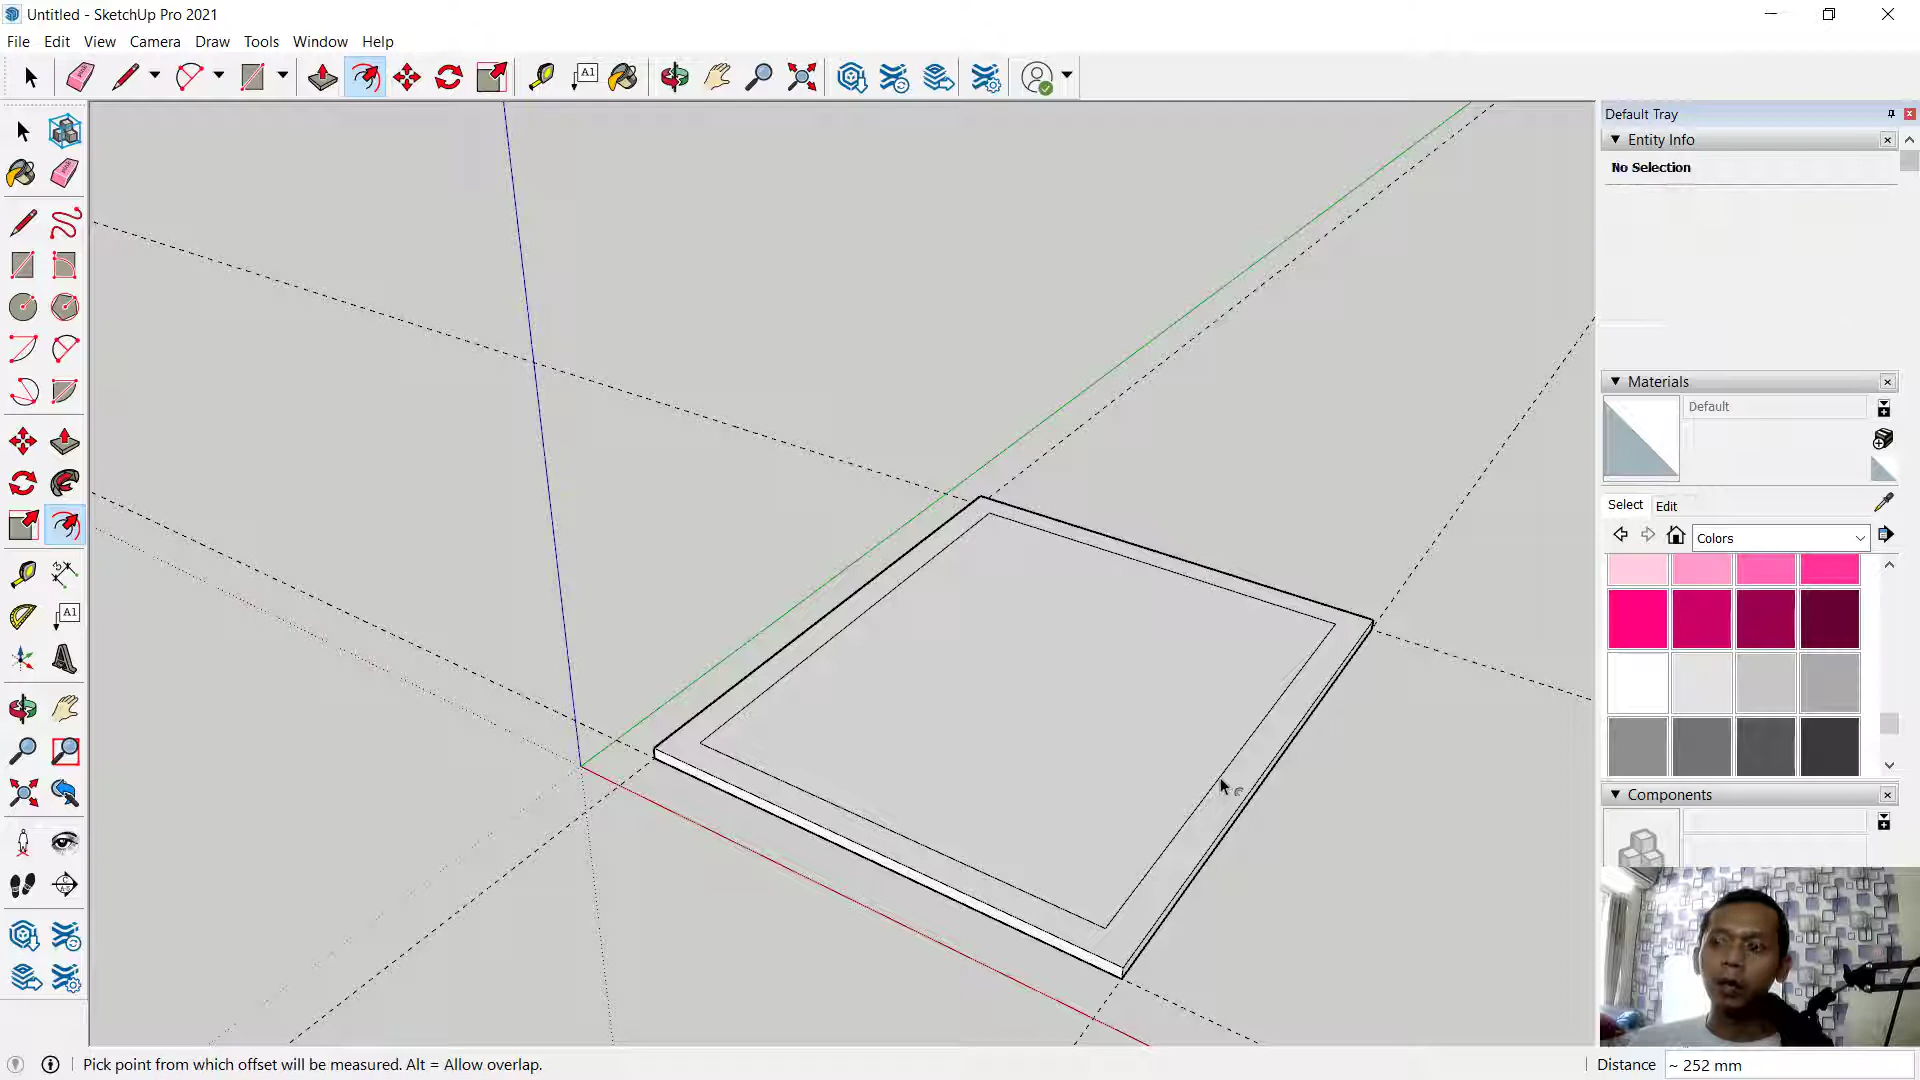 Untitled - SketchUp Pro 2021
File Edit View Camera Draw Tools Window Help
A1
Default Tray
Entity Info
No Selection
Materials
Default
Select Edit
Colors
A1
Components
Pick point from which offset will be measured. Alt = Allow overlap.
Distance ~ 252 mm